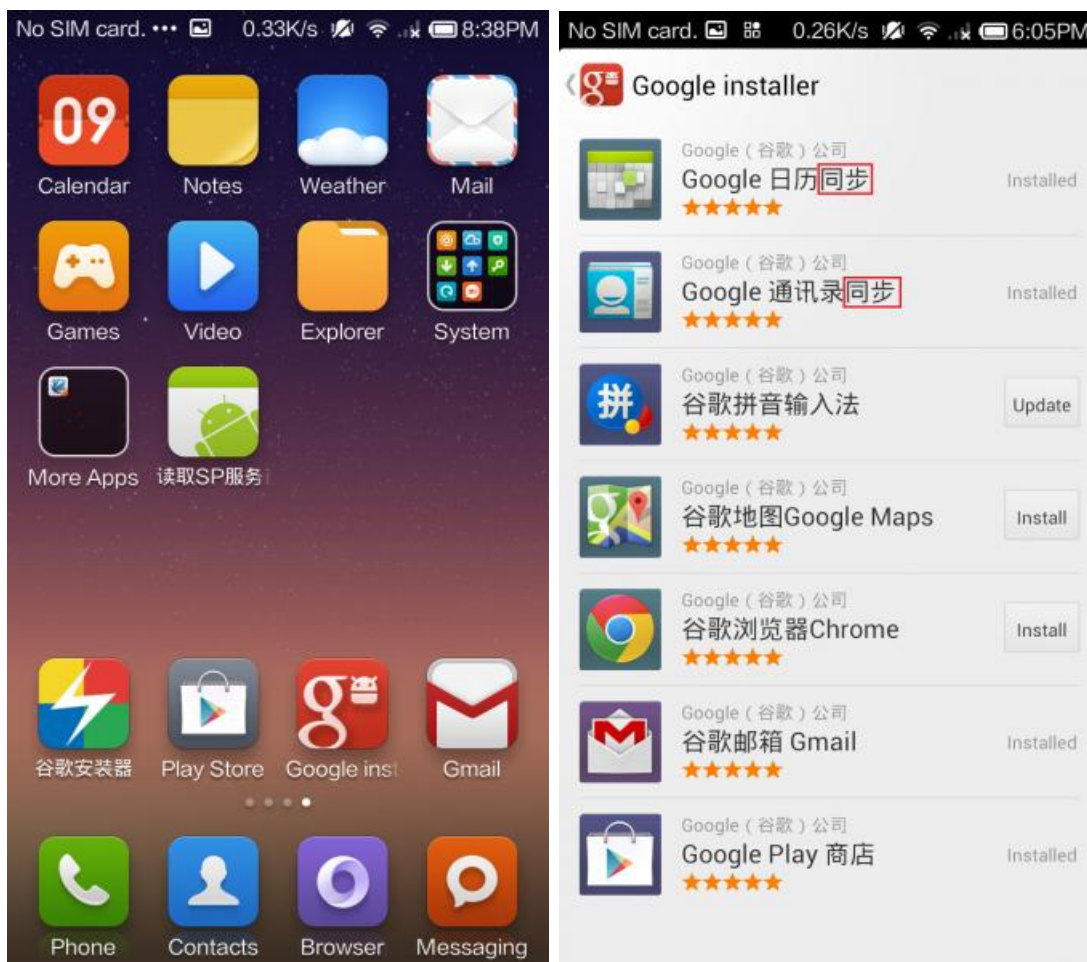 No SIM card. ••• 0.33K/s 8:38PM
09
Calendar Notes Weather Mail
Games Video Explorer System
More Apps 读取SP服务
谷歌安装器 Play Store Google inst Gmail
Phone Contacts Browser Messaging
No SIM card. 0.26K/s 6:05PM
Google installer
Google（谷歌）公司
Google 日历同步
Installed
Google（谷歌）公司
Google 通讯录同步
Installed
Google（谷歌）公司
谷歌拼音输入法
Update
拼
Google（谷歌）公司
谷歌地图Google Maps
Install
Google（谷歌）公司
谷歌浏览器Chrome
Install
Google（谷歌）公司
谷歌邮箱 Gmail
Installed
Google（谷歌）公司
Google Play 商店
Installed